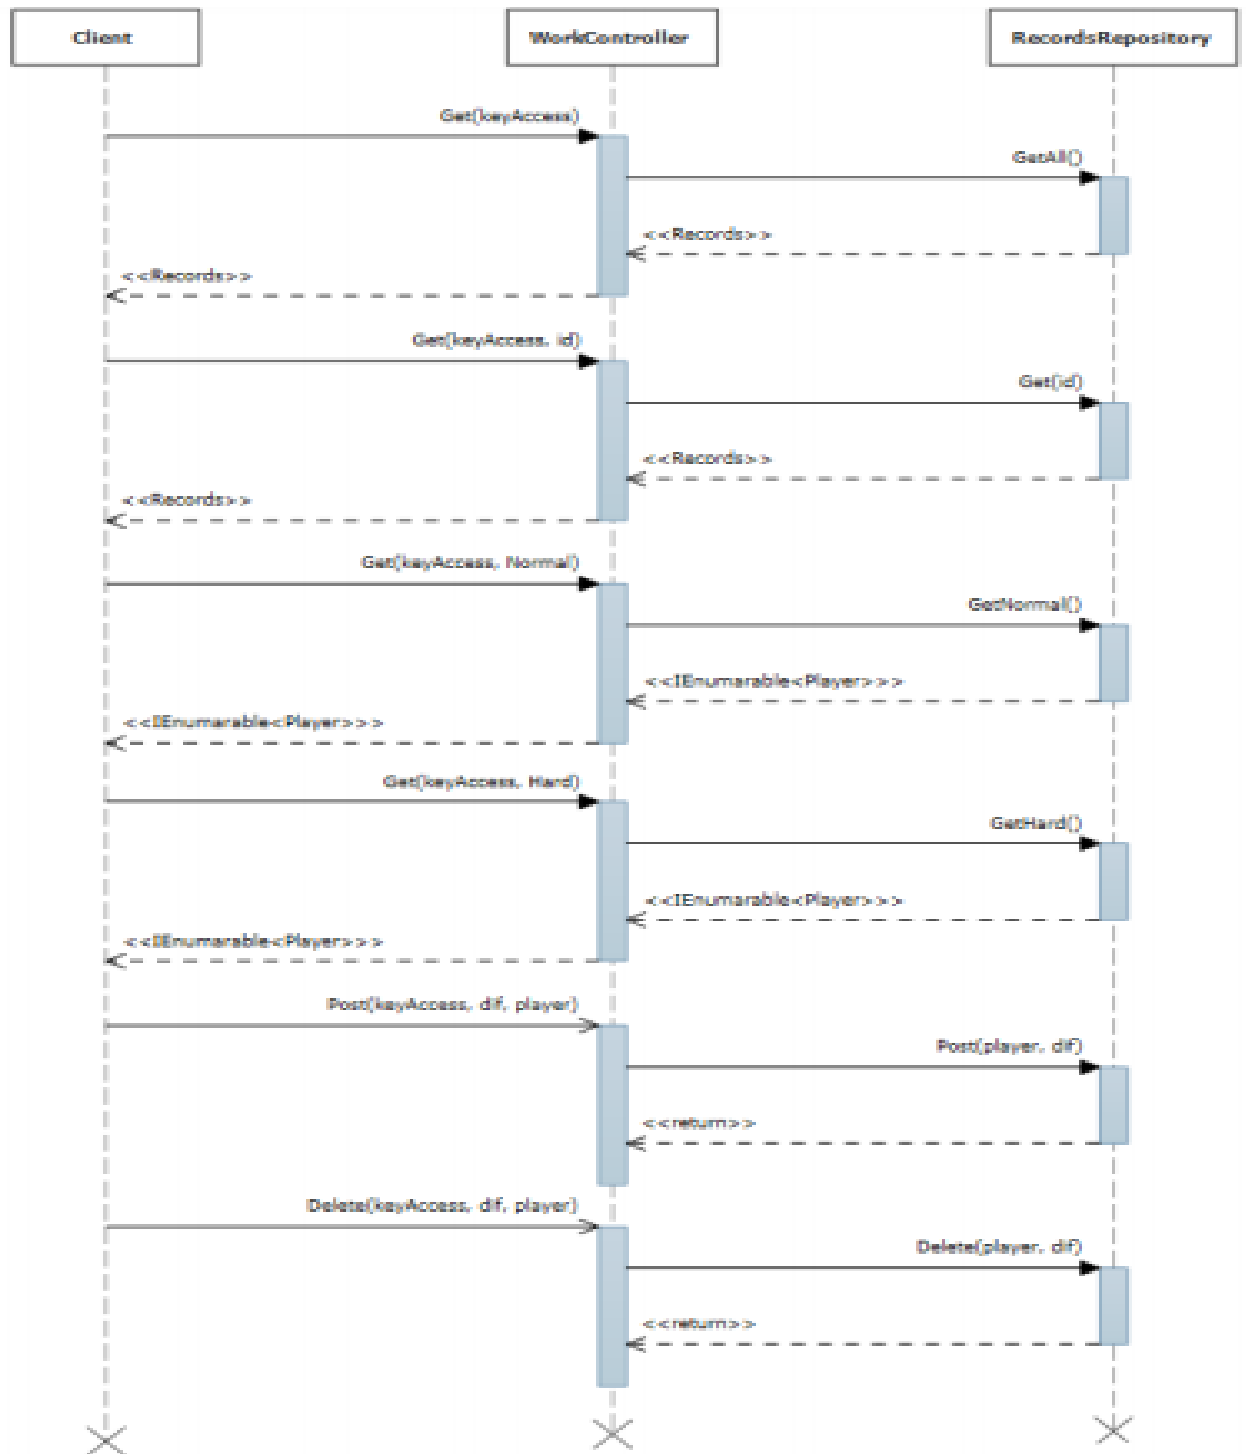 Client
WorkController
RecordsRepository
Get(keyAccess)
GetAll()
<<Records>>
<<Records>>
Get(keyAccess, id)
Get(id)
<<Records>>
<<Records>>
Get(keyAccess, Normal)
GetNormal()
<<IEnumarable<Player>>>
<<IEnumarable<Player>>>
Get(keyAccess, Hard)
GetHard()
<<IEnumarable<Player>>>
<<IEnumarable<Player>>>
Post(keyAccess, dif, player)
Post(player, dif)
<<return>>
Delete(keyAccess, dif, player)
Delete(player, dif)
<<return>>